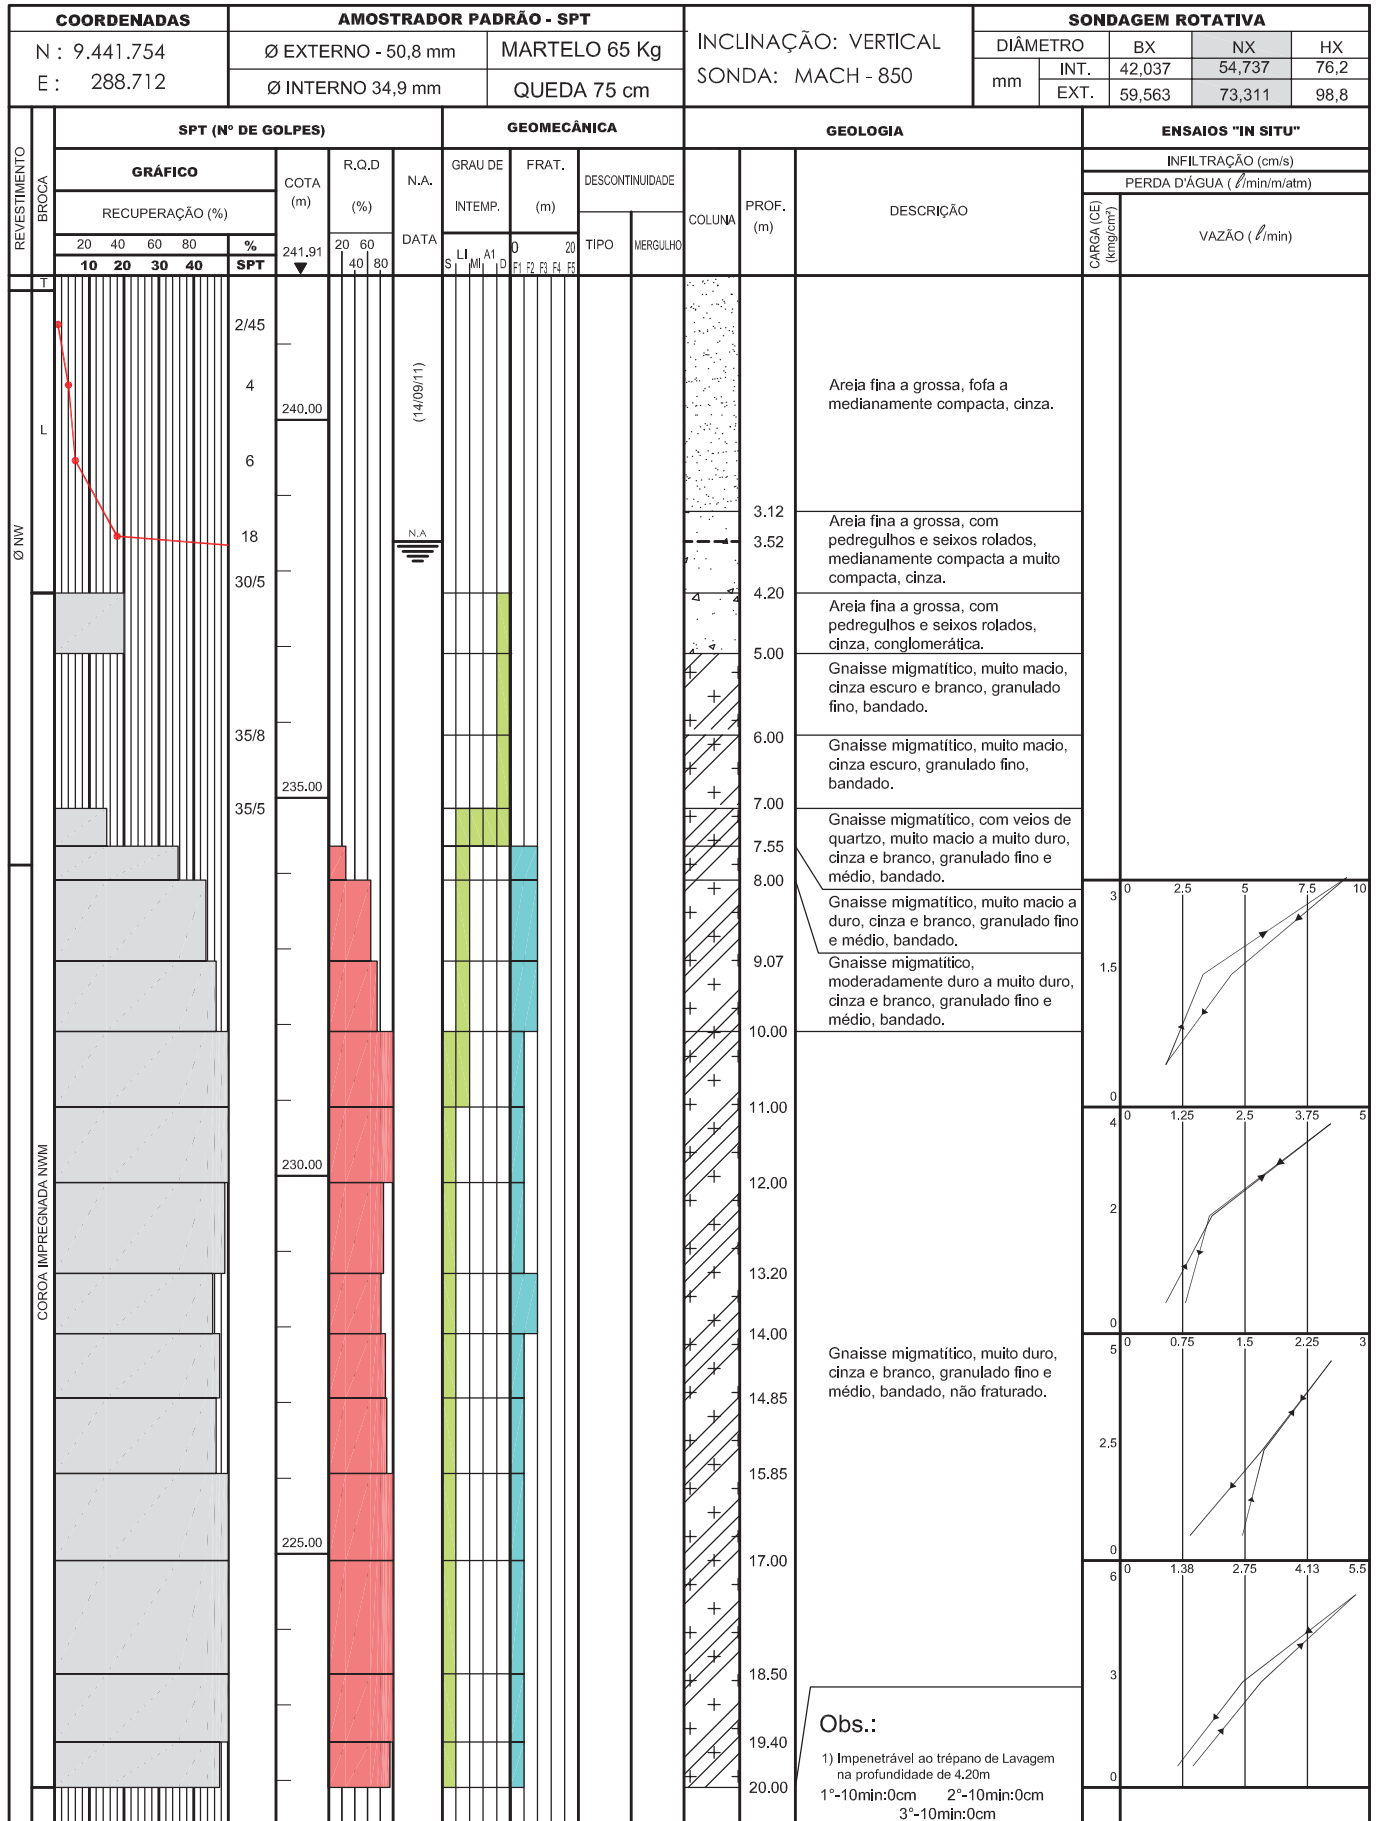 COORDENADAS
N : 9.441.754
E : 288.712
AMOSTRADOR PADRÃO - SPT
Ø EXTERNO - 50,8 mm
MARTELO 65 Kg
Ø INTERNO 34,9 mm
QUEDA 75 cm
INCLINAÇÃO: VERTICAL
SONDA: MACH - 850
SONDAGEM ROTATIVA
DIÂMETRO BX NX HX
mm INT. 42,037 54,737 76,2
EXT. 59,563 73,311 98,8
REVESTIMENTO
BROCA
SPT (Nº DE GOLPES)
GEOMECÂNICA
GEOLOGIA
ENSAIOS "IN SITU"
GRÁFICO
RECUPERAÇÃO (%)
20 40 60 80 %
10 20 30 40 SPT
COTA
(m)
241.91
R.Q.D
(%)
20 60
40 80
N.A.
DATA
GRAU DE
INTEMP.
S LI MI A1 D
FRAT.
(m)
0 20
F1 F2 F3 F4 F5
DESCONTINUIDADE
TIPO
MERGULHO
COLUNA
PROF.
(m)
DESCRIÇÃO
INFILTRAÇÃO (cm/s)
PERDA D'ÁGUA ( ℓ/min/m/atm)
CARGA (CE)
(kmg/cm²)
VAZÃO ( ℓ/min)
T
L
Ø NW
COROA IMPREGNADA NWM
2/45
4
6
18
30/5
35/8
35/5
240.00
235.00
230.00
225.00
(14/09/11)
N.A
3.12
3.52
4.20
5.00
6.00
7.00
7.55
8.00
9.07
10.00
11.00
12.00
13.20
14.00
14.85
15.85
17.00
18.50
19.40
20.00
Areia fina a grossa, fofa a
medianamente compacta, cinza.
Areia fina a grossa, com
pedregulhos e seixos rolados,
medianamente compacta a muito
compacta, cinza.
Areia fina a grossa, com
pedregulhos e seixos rolados,
cinza, conglomerática.
Gnaisse migmatítico, muito macio,
cinza escuro e branco, granulado
fino, bandado.
Gnaisse migmatítico, muito macio,
cinza escuro, granulado fino,
bandado.
Gnaisse migmatítico, com veios de
quartzo, muito macio a muito duro,
cinza e branco, granulado fino e
médio, bandado.
Gnaisse migmatítico, muito macio a
duro, cinza e branco, granulado fino
e médio, bandado.
Gnaisse migmatítico,
moderadamente duro a muito duro,
cinza e branco, granulado fino e
médio, bandado.
Gnaisse migmatítico, muito duro,
cinza e branco, granulado fino e
médio, bandado, não fraturado.
Obs.:
1) Impenetrável ao trépano de Lavagem
na profundidade de 4.20m
1°-10min:0cm 2°-10min:0cm
3°-10min:0cm
0 2.5 5 7.5 10
3
1.5
0
0 1.25 2.5 3.75 5
4
2
0
0 0.75 1.5 2.25 3
5
2.5
0
0 1.38 2.75 4.13 5.5
6
3
0